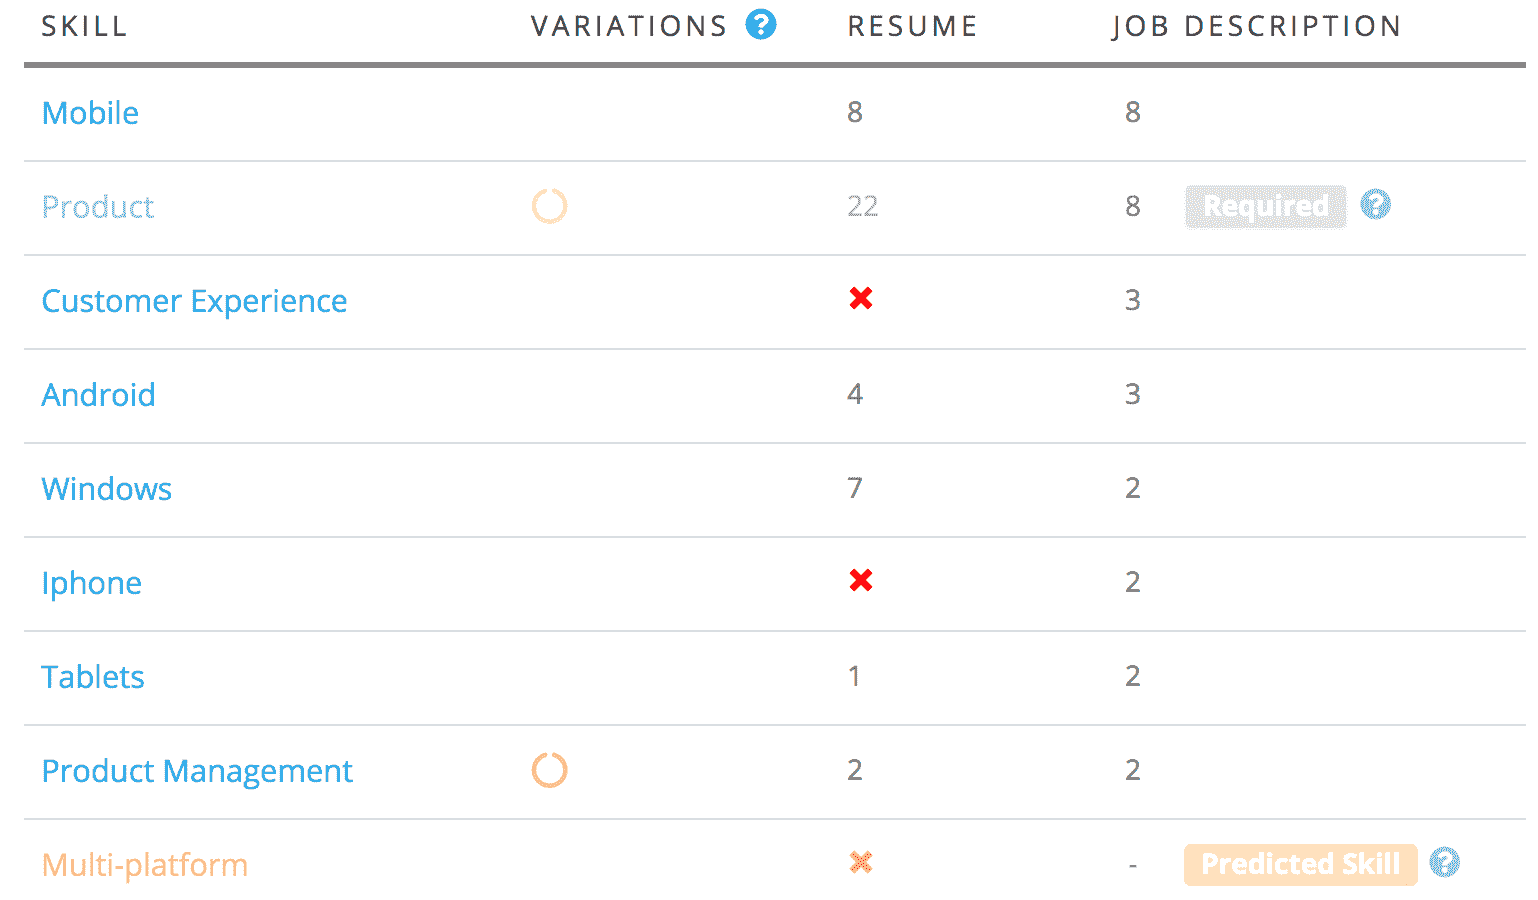 SKILL VARIATIONS ? RESUME JOB DESCRIPTION
Mobile 8 8
Product 22 8 Required ?
Customer Experience 3
Android 4 3
Windows 7 2
Iphone 2
Tablets 1 2
Product Management 2 2
Multi-platform - Predicted Skill ?